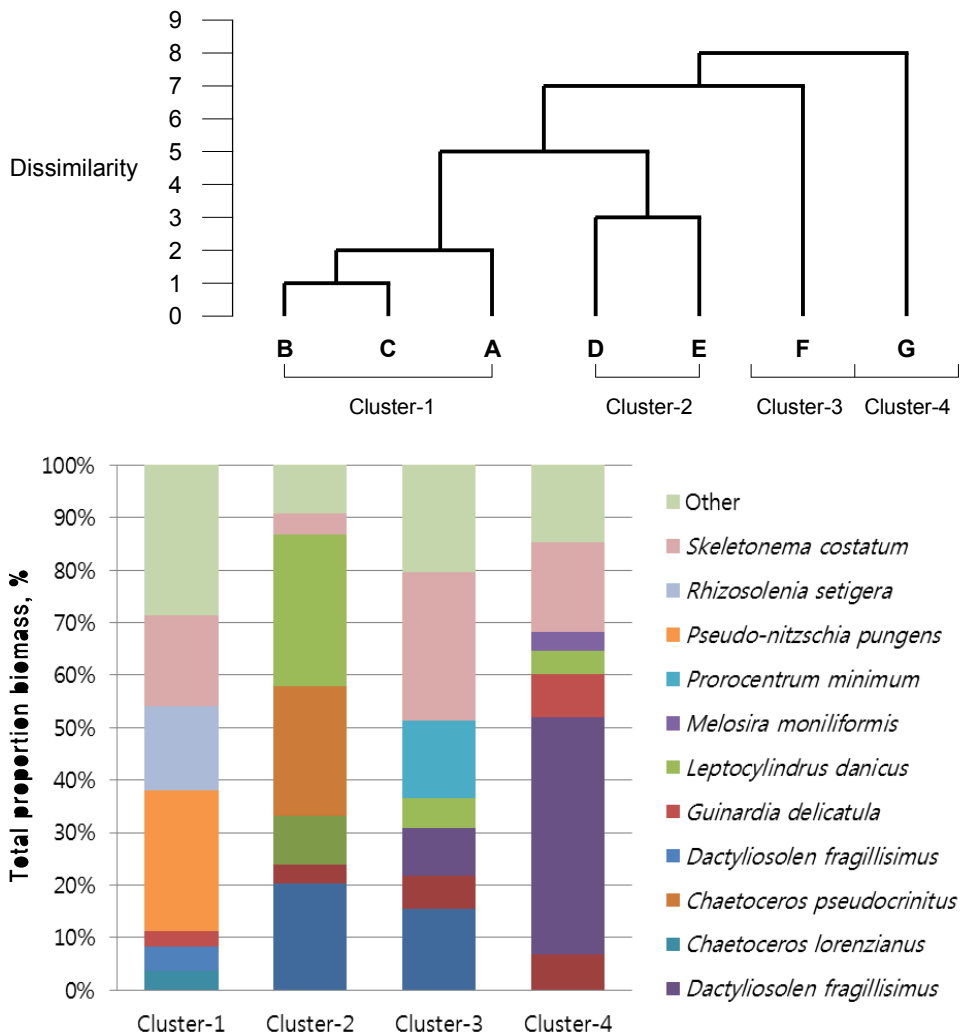 9
8
7
6
5
4
3
2
1
0
Dissimilarity
B C A D E F G
Cluster-1 Cluster-2 Cluster-3 Cluster-4
Total proportion biomass, %
100%
90%
80%
70%
60%
50%
40%
30%
20%
10%
0%
Cluster-1 Cluster-2 Cluster-3 Cluster-4
Other
Skeletonema costatum
Rhizosolenia setigera
Pseudo-nitzschia pungens
Prorocentrum minimum
Melosira moniliformis
Leptocylindrus danicus
Guinardia delicatula
Dactyliosolen fragillisimus
Chaetoceros pseudocrinitus
Chaetoceros lorenzianus
Dactyliosolen fragillisimus